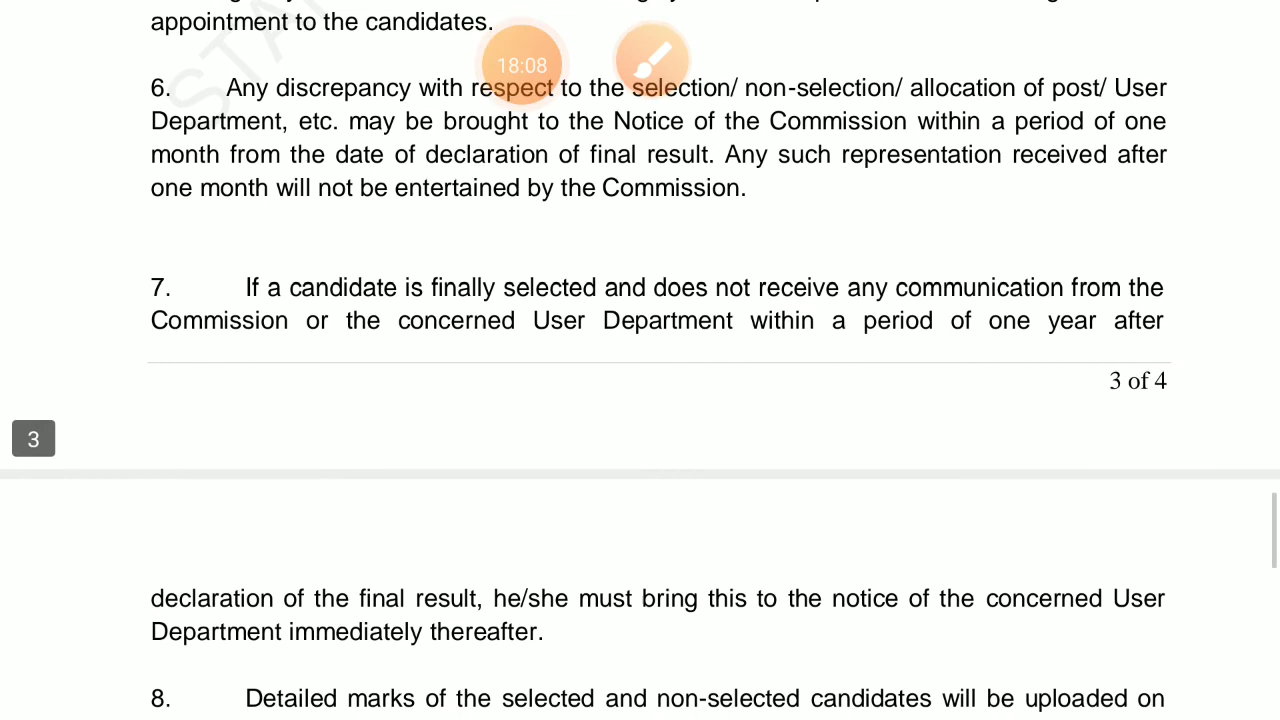 appointment to the candidates.
18:08
6. Any discrepancy with respect to the selection/ non-selection/ allocation of post/ User
Department, etc. may be brought to the Notice of the Commission within a period of one
month from the date of declaration of final result. Any such representation received after
one month will not be entertained by the Commission.
7. If a candidate is finally selected and does not receive any communication from the
Commission or the concerned User Department within a period of one year after
3 of 4
3
declaration of the final result, he/she must bring this to the notice of the concerned User
Department immediately thereafter.
8. Detailed marks of the selected and non-selected candidates will be uploaded on